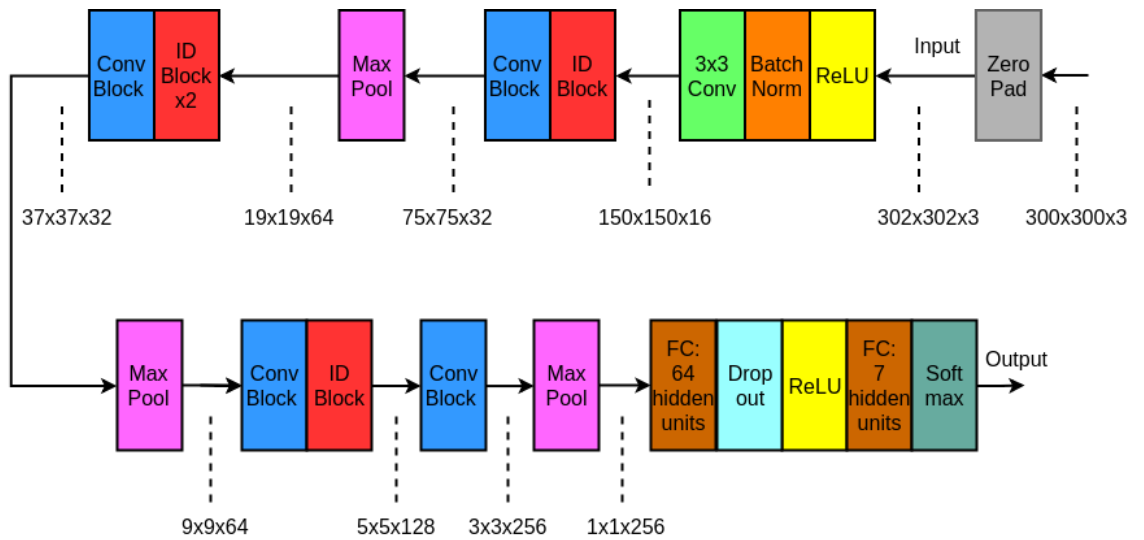 Conv
Block
ID
Block
x2
Max
Pool
Conv
Block
ID
Block
3x3
Conv
Batch
Norm
ReLU
Input
Zero
Pad
37x37x32
19x19x64
75x75x32
150x150x16
302x302x3
300x300x3
Max
Pool
Conv
Block
ID
Block
Conv
Block
Max
Pool
FC:
64
hidden
units
Drop
out
ReLU
FC:
7
hidden
units
Soft
max
Output
9x9x64
5x5x128
3x3x256
1x1x256